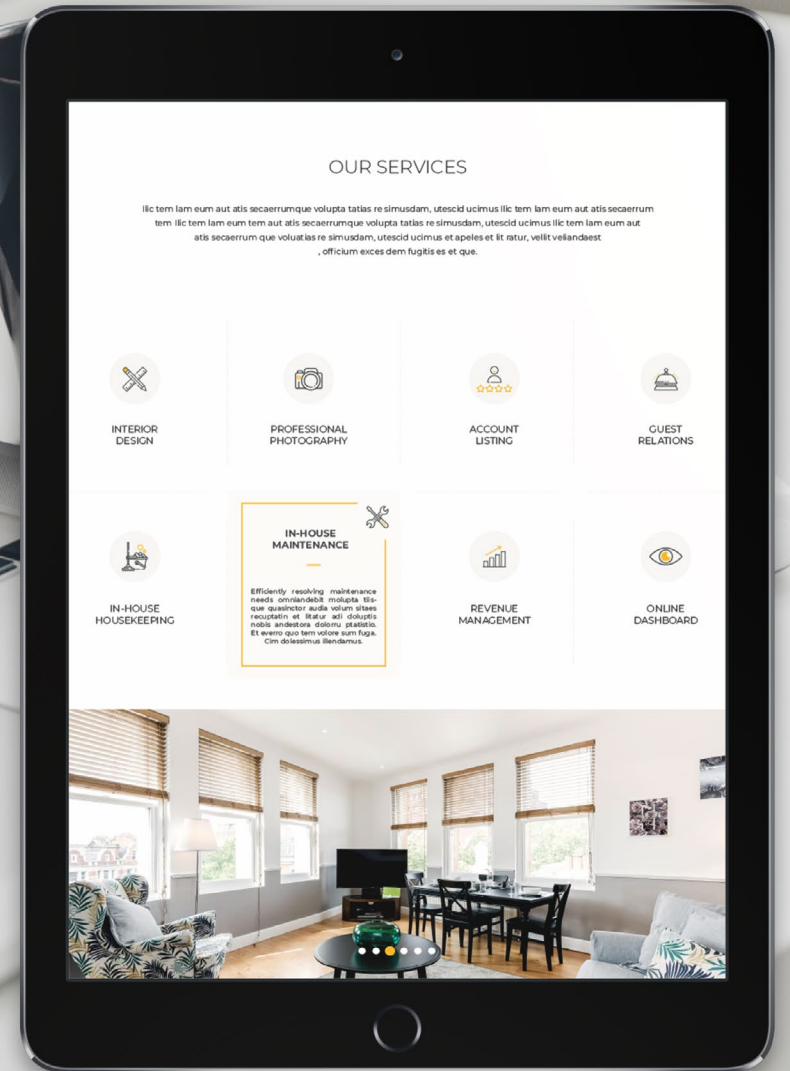 OUR SERVICES
Ilic tem lam eum aut atis secaerrumque volupta tatias re simusdam, utescid ucimus Ilic tem lam eum aut atis secaerrum
tem Ilic tem lam eum tem aut atis secaerrumque volupta tatias re simusdam, utescid ucimus Ilic tem lam eum aut
atis secaerrum que voluatias re simusdam, utescid ucimus et apeles et lit ratur, vellit veliandaest
, officium exces dem fugitis es et que.
INTERIOR
DESIGN
PROFESSIONAL
PHOTOGRAPHY
ACCOUNT
LISTING
GUEST
RELATIONS
IN-HOUSE
HOUSEKEEPING
IN-HOUSE
MAINTENANCE
Efficiently resolving maintenance
needs omniandebit molupta tiis-
que quasinctor audia volum sitaes
recuptatin et litatur adi doluptis
nobis andestora dolorru ptatistio.
Et everro quo tem volore sum fuga.
Cim dolessimus illendamus.
REVENUE
MANAGEMENT
ONLINE
DASHBOARD